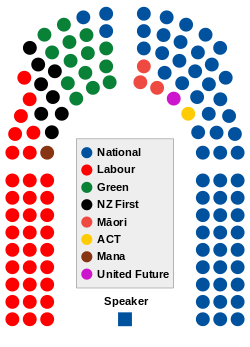 National
Labour
Green
NZ First
Māori
ACT
Mana
United Future
Speaker